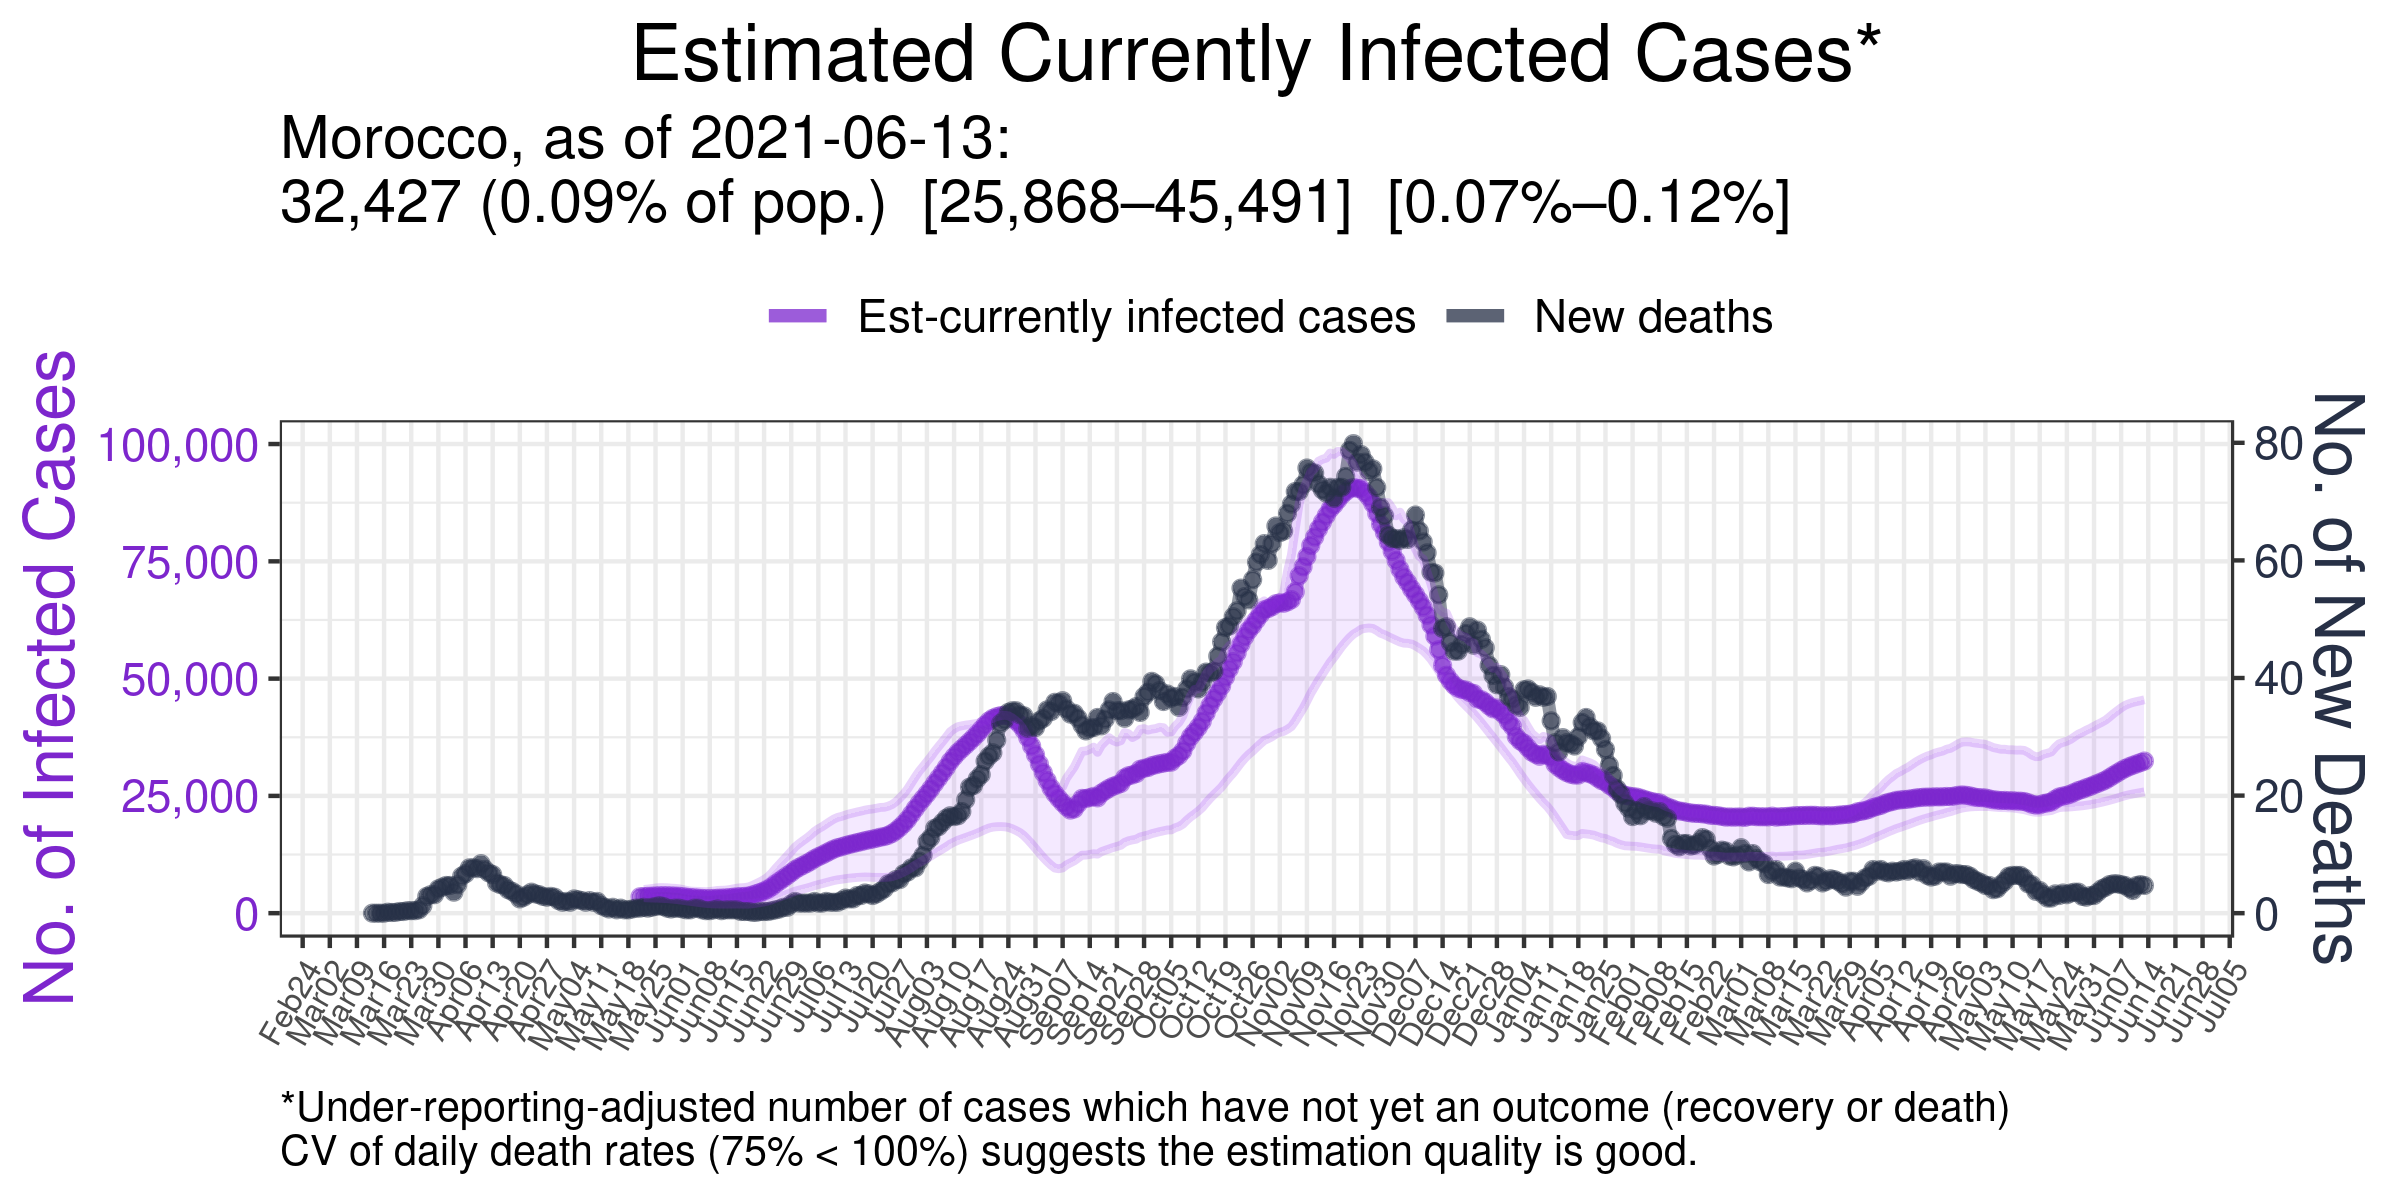 Estimated Currently Infected Cases*
Morocco, as of 2021-06-13:
32,427 (0.09% of pop.) [25,868–45,491] [0.07%–0.12%]
Est-currently infected cases
New deaths
No. of Infected Cases
100,000
75,000
50,000
25,000
0
80
60
40
20
0
No. of New Deaths
Feb24
Mar02
Mar09
Mar16
Mar23
Mar30
Apr06
Apr13
Apr20
Apr27
May04
May11
May18
May25
Jun01
Jun08
Jun15
Jun22
Jun29
Jul06
Jul13
Jul20
Jul27
Aug03
Aug10
Aug17
Aug24
Aug31
Sep07
Sep14
Sep21
Sep28
Oct05
Oct12
Oct19
Oct26
Nov02
Nov09
Nov16
Nov23
Nov30
Dec07
Dec14
Dec21
Dec28
Jan04
Jan11
Jan18
Jan25
Feb01
Feb08
Feb15
Feb22
Mar01
Mar08
Mar15
Mar22
Mar29
Apr05
Apr12
Apr19
Apr26
May03
May10
May17
May24
May31
Jun07
Jun14
Jun21
Jun28
Jul05
*Under-reporting-adjusted number of cases which have not yet an outcome (recovery or death)
CV of daily death rates (75% < 100%) suggests the estimation quality is good.